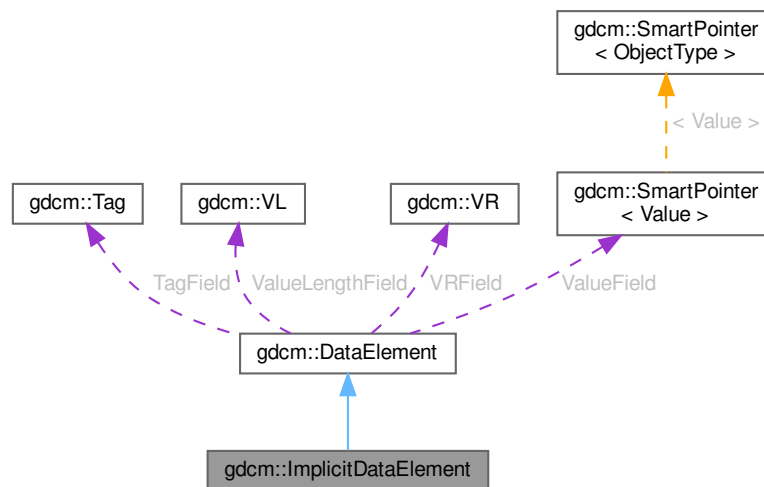 gdcm::SmartPointer
< ObjectType >
< Value >
gdcm::Tag
gdcm::VL
gdcm::VR
gdcm::SmartPointer
< Value >
TagField
ValueLengthField
VRField
ValueField
gdcm::DataElement
gdcm::ImplicitDataElement